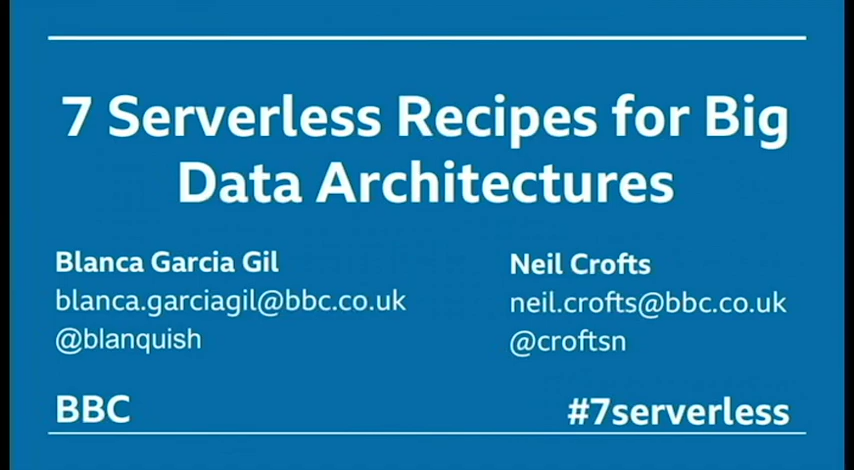 7 Serverless Recipes for Big
Data Architectures
Blanca Garcia Gil
blanca.garciagil@bbc.co.uk
@blanquish
Neil Crofts
neil.crofts@bbc.co.uk
@croftsn
BBC
#7serverless